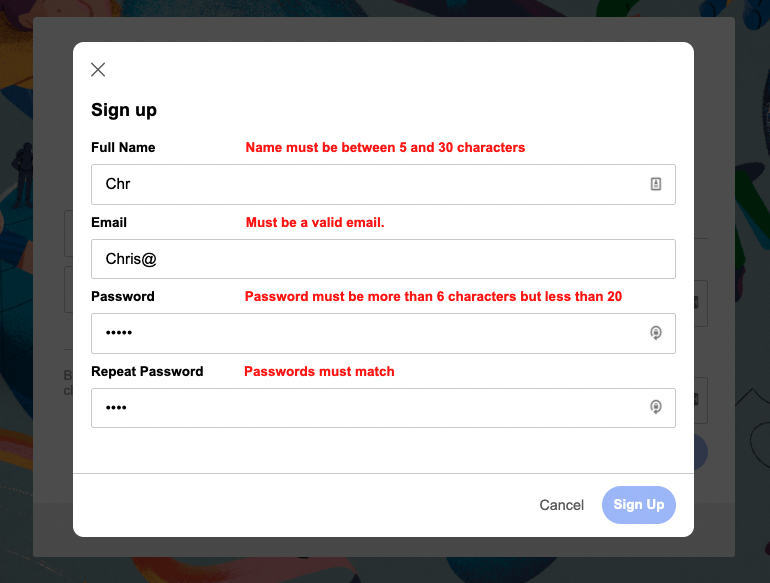 Sign up
Full Name Name must be between 5 and 30 characters
Chr
Email Must be a valid email.
Chris@
Password Password must be more than 6 characters but less than 20
•••••
Repeat Password Passwords must match
••••
Cancel Sign Up